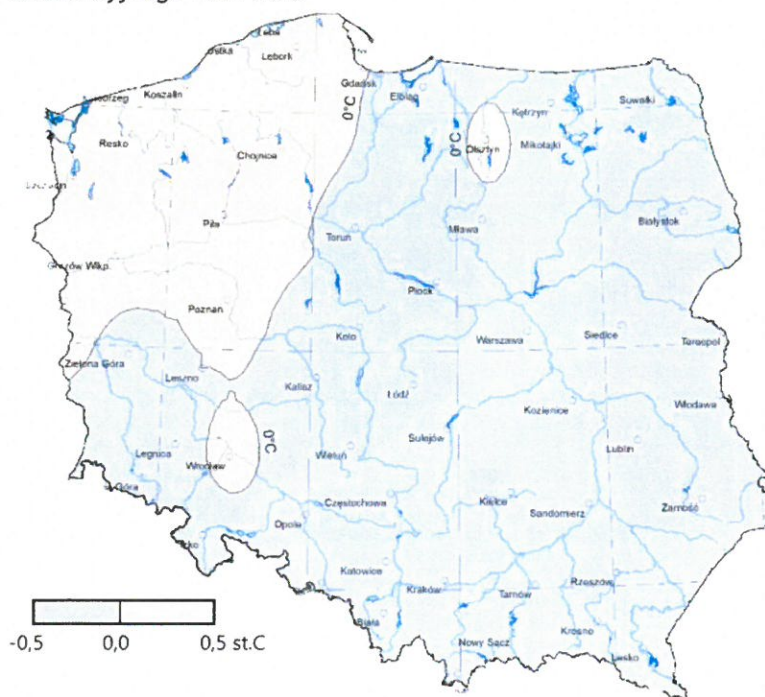 Łeba
Lębork
Gdańsk
Elbląg
Kętrzyn
Suwałki
Koszalin
0°C
0°C
Olsztyn
Mikołajki
Resko
Chojnice
Piła
Toruń
Mława
Białystok
Wlkp.
Płock
Poznań
Koło
Warszawa
Siedlce
Terespol
Zielona Góra
Leszno
Kalisz
Łódź
Kozienice
Włodawa
Legnica
Wrocław
0°C
Wieluń
Sulejów
Lublin
Góra
Częstochowa
Kielce
Sandomierz
Zamość
Opole
Katowice
Kraków
Tarnów
Rzeszów
Biała
Nowy Sącz
Krosno
Lesko
-0,5 0,0 0,5 st.C